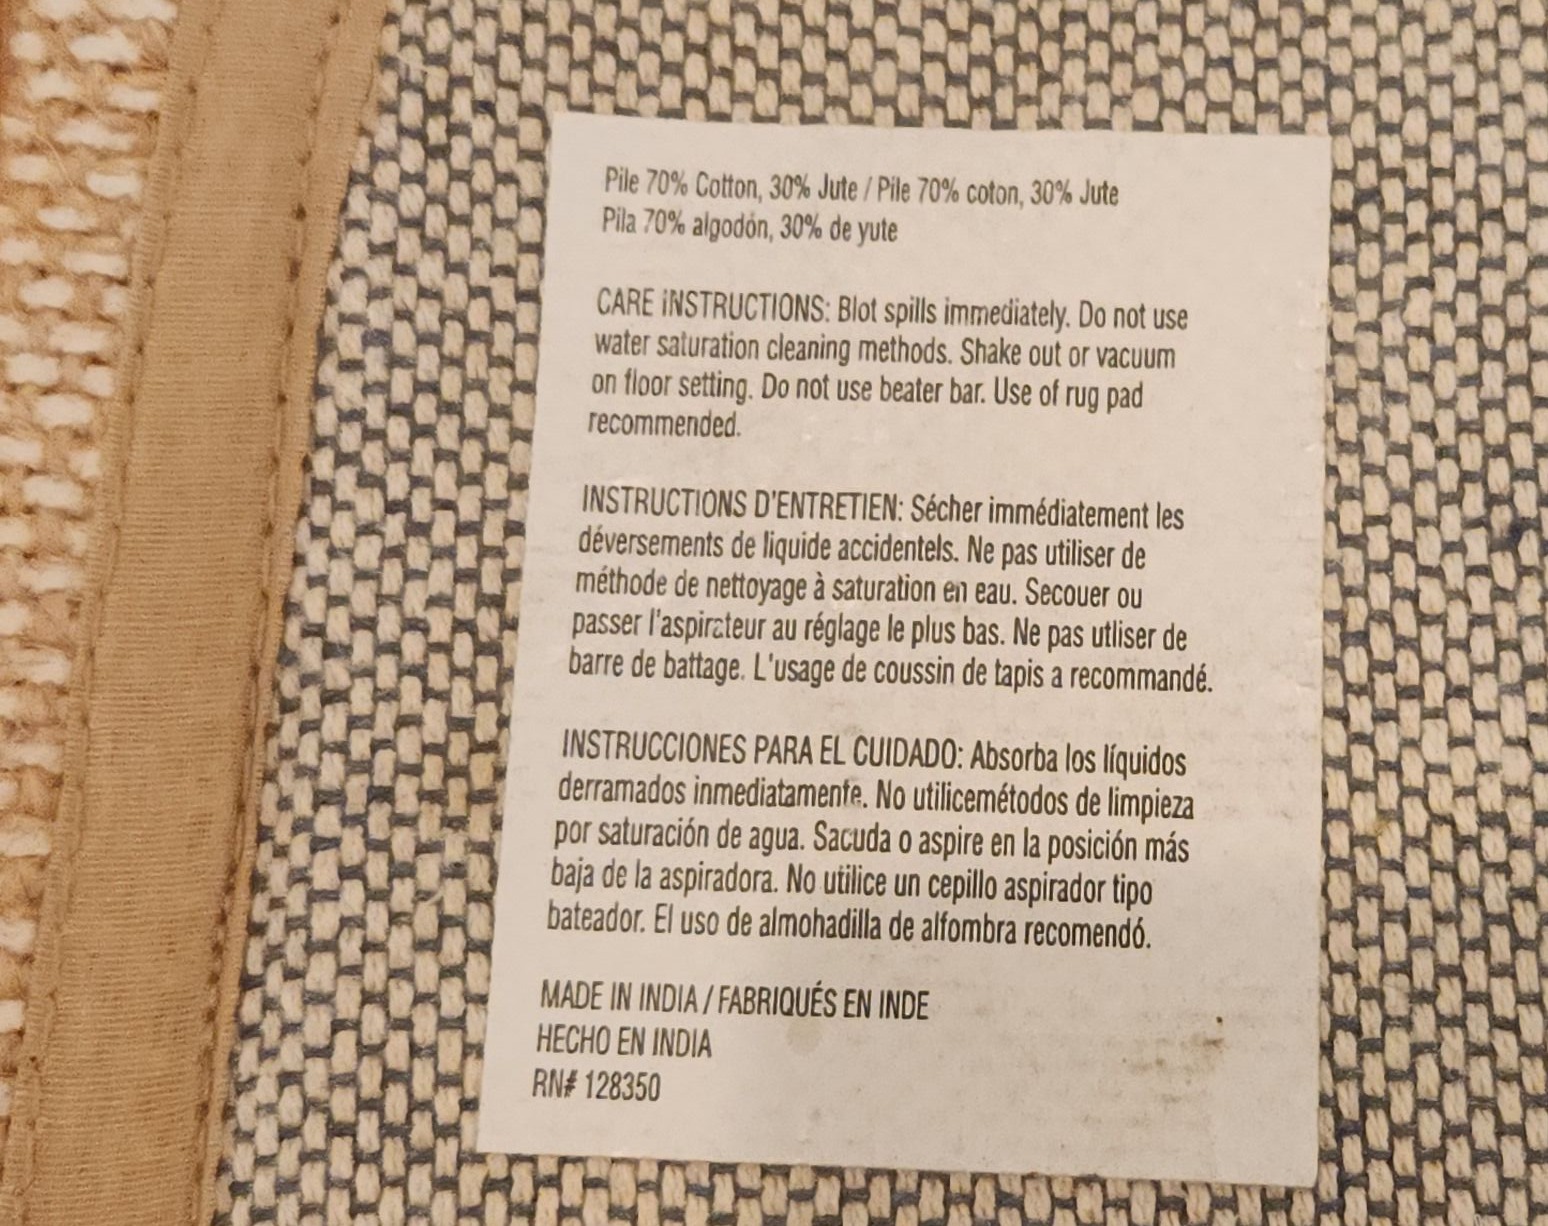 Pile 70% Cotton, 30% Jute / Pile 70% coton, 30% Jute
Pila 70% algodón, 30% de yute
CARE INSTRUCTIONS: Blot spills immediately. Do not use
water saturation cleaning methods. Shake out or vacuum
on floor setting. Do not use beater bar. Use of rug pad
recommended.
INSTRUCTIONS D'ENTRETIEN: Sécher immédiatement les
déversements de liquide accidentels. Ne pas utiliser de
méthode de nettoyage à saturation en eau. Secouer ou
passer l'aspirateur au réglage le plus bas. Ne pas utliser de
barre de battage. L'usage de coussin de tapis a recommandé.
INSTRUCCIONES PARA EL CUIDADO: Absorba los líquidos
derramados inmediatamente. No utilicemétodos de limpieza
por saturación de agua. Sacuda o aspire en la posición más
baja de la aspiradora. No utilice un cepillo aspirador tipo
bateador. El uso de almohadilla de alfombra recomendó.
MADE IN INDIA / FABRIQUÉS EN INDE
HECHO EN INDIA
RN# 128350